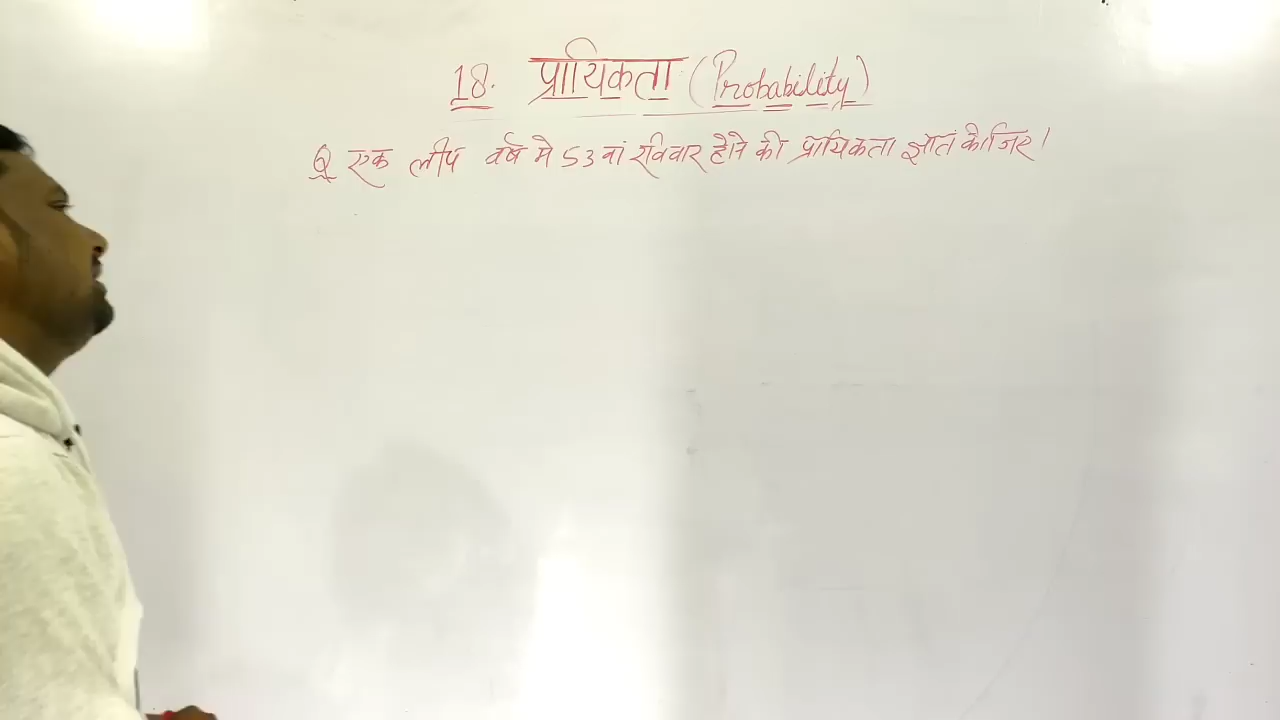 18. प्रायिकता (Probability)
Q एक लीप वर्ष मे 53 वां रविवार होने की प्रायिकता ज्ञात कीजिए।